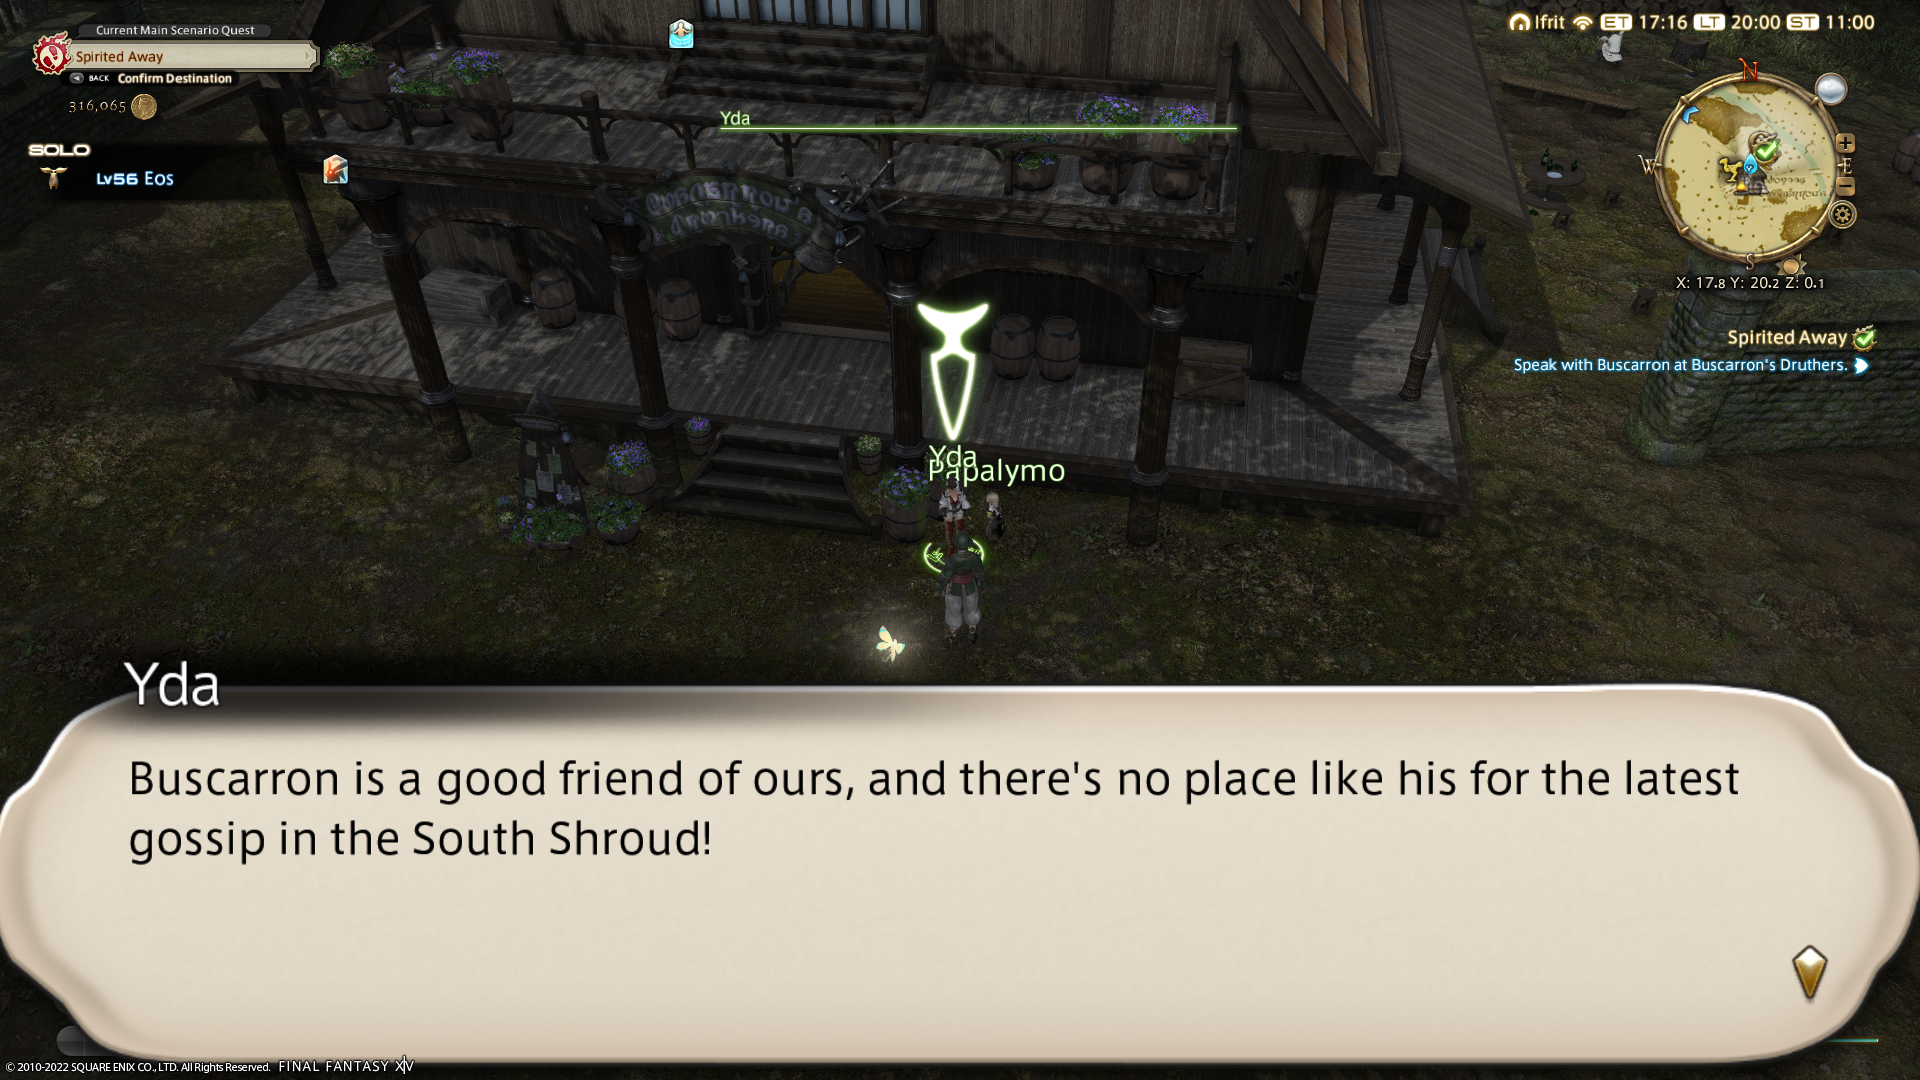 Current Main Scenario Quest
Spirited Away
BACK Confirm Destination
316,065
SOLO
Lv56 Eos
Ifrit ET 17:16 LT 20:00 ST 11:00
N
W
E
S
X: 17.8 Y: 20.2 Z: 0.1
Spirited Away
Speak with Buscarron at Buscarron's Druthers.
Yda
Yda
Papalymo
Yda
Buscarron is a good friend of ours, and there's no place like his for the latest
gossip in the South Shroud!
© 2010-2022 SQUARE ENIX CO., LTD. All Rights Reserved. FINAL FANTASY XIV